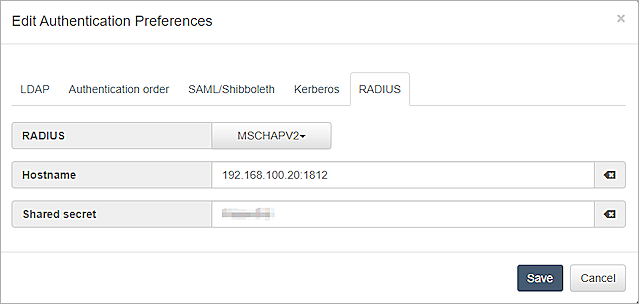 Edit Authentication Preferences
×
LDAP Authentication order SAML/Shibboleth Kerberos RADIUS
RADIUS MSCHAPV2
Hostname 192.168.100.20:1812
Shared secret
Save Cancel